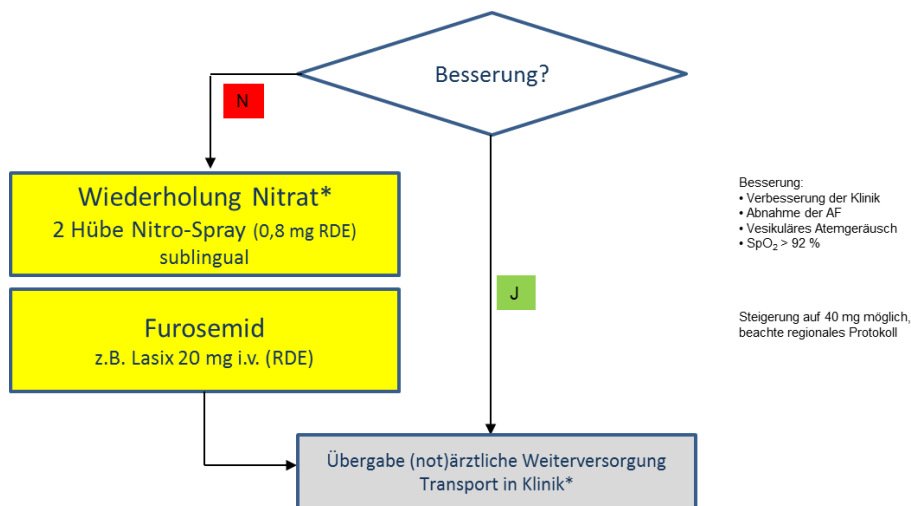 Besserung?
N
Wiederholung Nitrat*
2 Hübe Nitro-Spray (0,8 mg RDE)
sublingual
Besserung:
• Verbesserung der Klinik
• Abnahme der AF
• Vesikuläres Atemgeräusch
• SpO₂ > 92 %
J
Furosemid
z.B. Lasix 20 mg i.v. (RDE)
Steigerung auf 40 mg möglich,
beachte regionales Protokoll
Übergabe (not)ärztliche Weiterversorgung
Transport in Klinik*